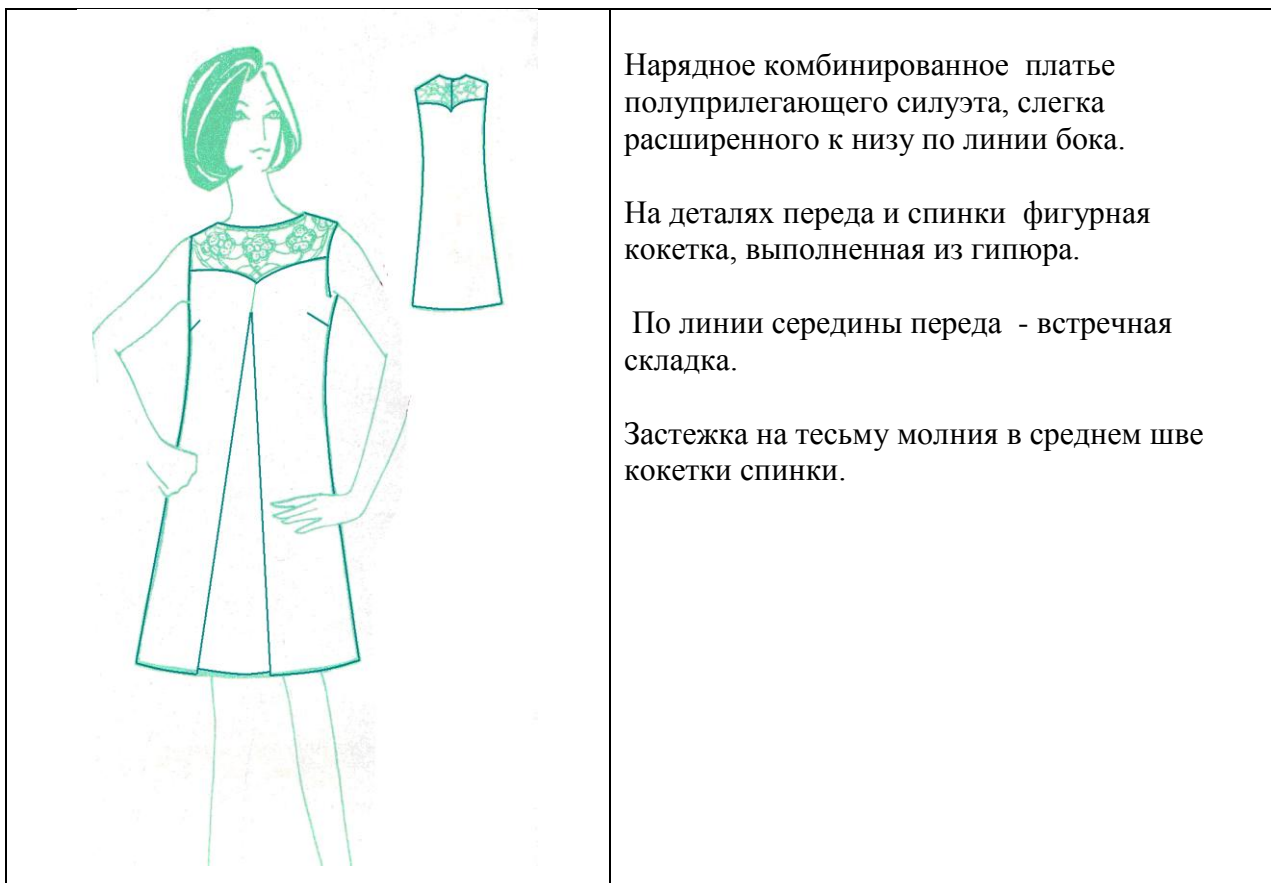 Нарядное комбинированное платье
полуприлегающего силуэта, слегка
расширенного к низу по линии бока.
На деталях переда и спинки фигурная
кокетка, выполненная из гипюра.
По линии середины переда - встречная
складка.
Застежка на тесьму молния в среднем шве
кокетки спинки.